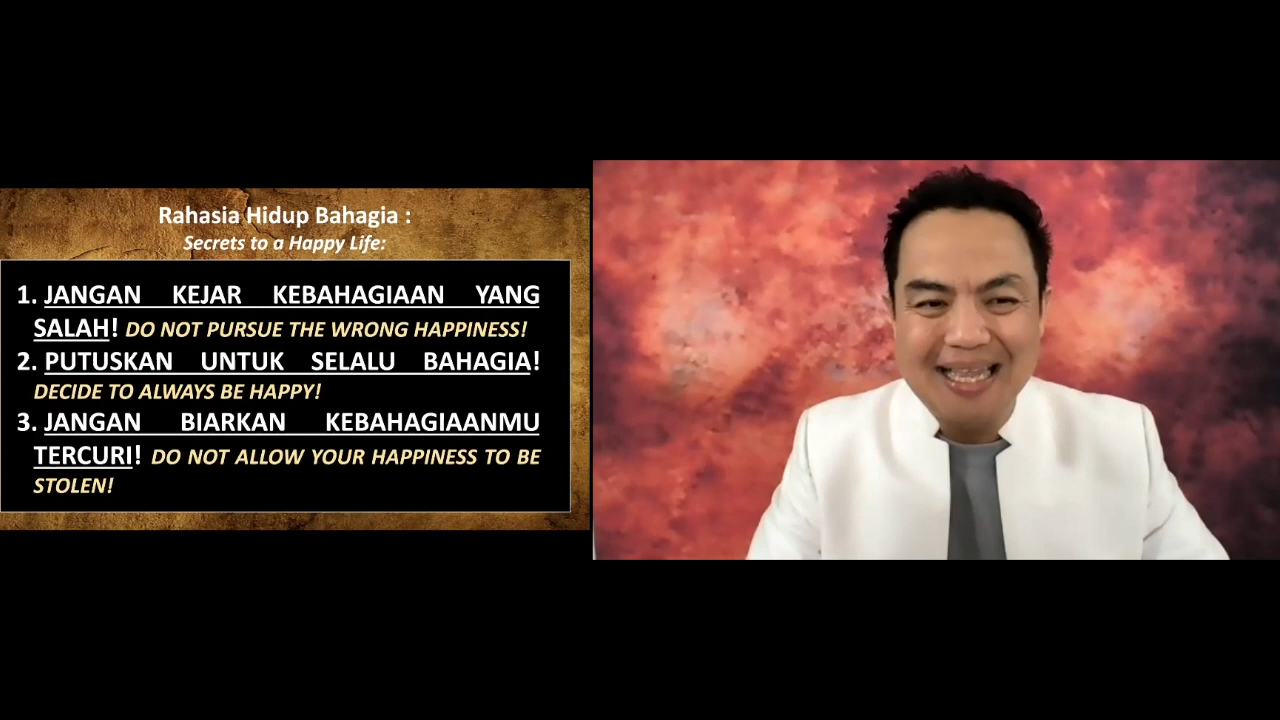 Rahasia Hidup Bahagia :
Secrets to a Happy Life:
1. JANGAN KEJAR KEBAHAGIAAN YANG
SALAH! DO NOT PURSUE THE WRONG HAPPINESS!
2. PUTUSKAN UNTUK SELALU BAHAGIA!
DECIDE TO ALWAYS BE HAPPY!
3. JANGAN BIARKAN KEBAHAGIAANMU
TERCURI! DO NOT ALLOW YOUR HAPPINESS TO BE
STOLEN!